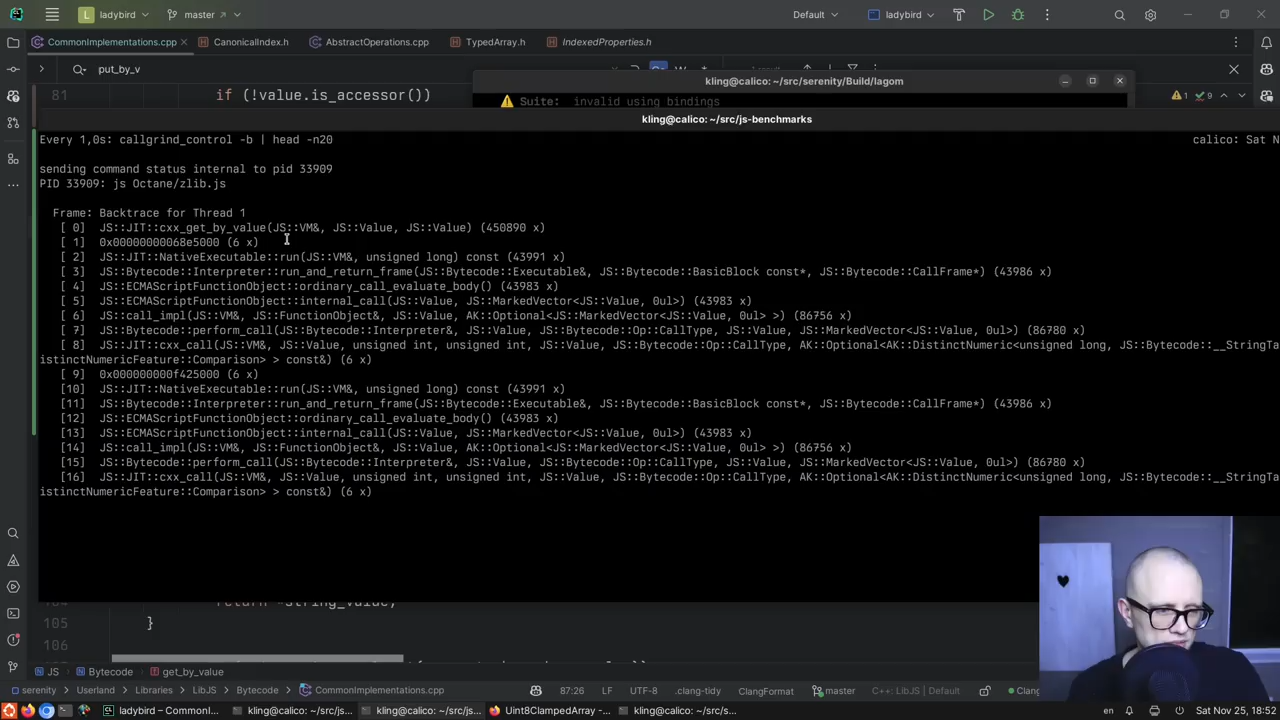 ladybird
master
Default
ladybird
CommonImplementations.cpp
CanonicalIndex.h
AbstractOperations.cpp
TypedArray.h
IndexedProperties.h
put_by_v
kling@calico: ~/src/serenity/Build/lagom
81 if (!value.is_accessor())
Suite: invalid using bindings
1 9
kling@calico: ~/src/js-benchmarks
Every 1,0s: callgrind_control -b | head -n20
calico: Sat N
sending command status internal to pid 33909
PID 33909: js Octane/zlib.js
Frame: Backtrace for Thread 1
[ 0] JS::JIT::cxx_get_by_value(JS::VM&, JS::Value, JS::Value) (450890 x)
[ 1] 0x00000000068e5000 (6 x)
[ 2] JS::JIT::NativeExecutable::run(JS::VM&, unsigned long) const (43991 x)
[ 3] JS::Bytecode::Interpreter::run_and_return_frame(JS::Bytecode::Executable&, JS::Bytecode::BasicBlock const*, JS::Bytecode::CallFrame*) (43986 x)
[ 4] JS::ECMAScriptFunctionObject::ordinary_call_evaluate_body() (43983 x)
[ 5] JS::ECMAScriptFunctionObject::internal_call(JS::Value, JS::MarkedVector<JS::Value, 0ul>) (43983 x)
[ 6] JS::call_impl(JS::VM&, JS::FunctionObject&, JS::Value, AK::Optional<JS::MarkedVector<JS::Value, 0ul> >) (86756 x)
[ 7] JS::Bytecode::perform_call(JS::Bytecode::Interpreter&, JS::Value, JS::Bytecode::Op::CallType, JS::Value, JS::MarkedVector<JS::Value, 0ul>) (86780 x)
[ 8] JS::JIT::cxx_call(JS::VM&, JS::Value, unsigned int, unsigned int, JS::Value, JS::Bytecode::Op::CallType, AK::Optional<AK::DistinctNumeric<unsigned long, JS::Bytecode::__StringTa
istinctNumericFeature::Comparison> > const&) (6 x)
[ 9] 0x000000000f425000 (6 x)
[10] JS::JIT::NativeExecutable::run(JS::VM&, unsigned long) const (43991 x)
[11] JS::Bytecode::Interpreter::run_and_return_frame(JS::Bytecode::Executable&, JS::Bytecode::BasicBlock const*, JS::Bytecode::CallFrame*) (43986 x)
[12] JS::ECMAScriptFunctionObject::ordinary_call_evaluate_body() (43983 x)
[13] JS::ECMAScriptFunctionObject::internal_call(JS::Value, JS::MarkedVector<JS::Value, 0ul>) (43983 x)
[14] JS::call_impl(JS::VM&, JS::FunctionObject&, JS::Value, AK::Optional<JS::MarkedVector<JS::Value, 0ul> >) (86756 x)
[15] JS::Bytecode::perform_call(JS::Bytecode::Interpreter&, JS::Value, JS::Bytecode::Op::CallType, JS::Value, JS::MarkedVector<JS::Value, 0ul>) (86780 x)
[16] JS::JIT::cxx_call(JS::VM&, JS::Value, unsigned int, unsigned int, JS::Value, JS::Bytecode::Op::CallType, AK::Optional<AK::DistinctNumeric<unsigned long, JS::Bytecode::__StringTa
istinctNumericFeature::Comparison> > const&) (6 x)
return *string_value;
105 }
106
JS Bytecode get_by_value
serenity Userland Libraries LibJS Bytecode CommonImplementations.cpp
87:26 LF UTF-8 .clang-tidy ClangFormat master C++: LibJS | Default
ladybird – CommonI...
kling@calico: ~/src/js...
kling@calico: ~/src/js...
Uint8ClampedArray -...
kling@calico: ~/src/s...
en
Sat Nov 25, 18:52